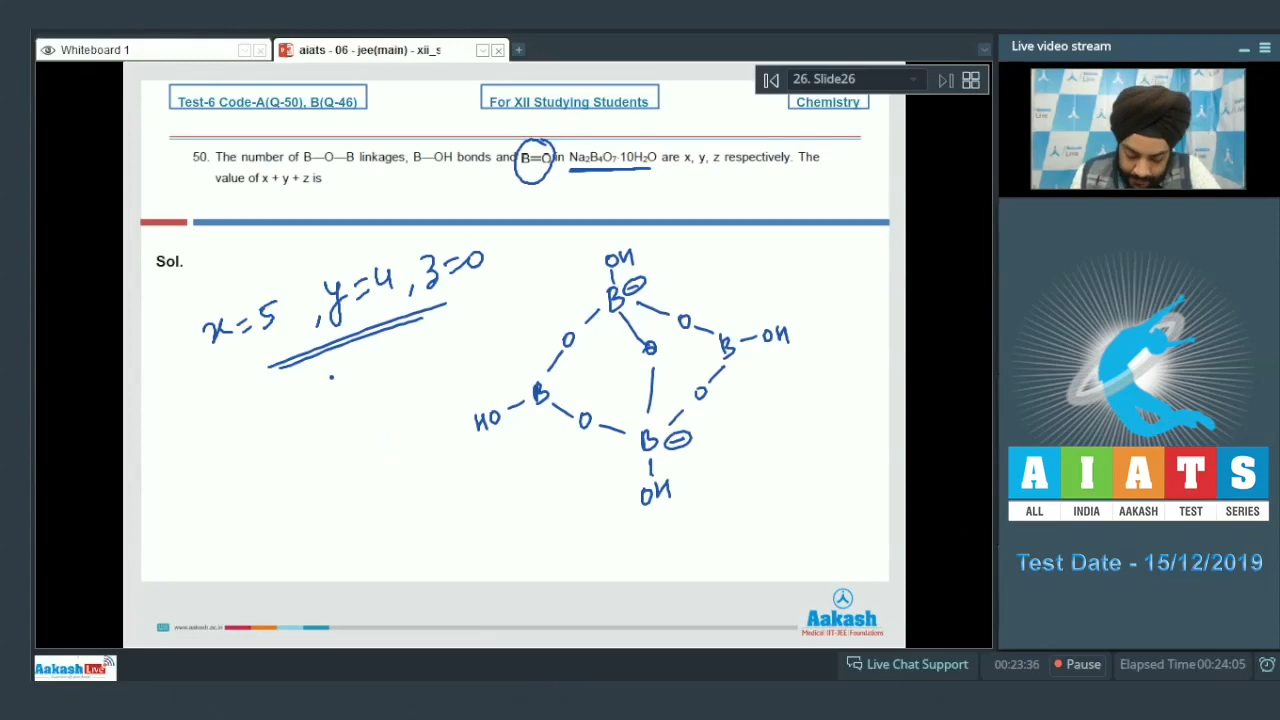 Whiteboard 1
aiats - 06 - jee(main) - xii_s
Live video stream
26. Slide26
Test-6 Code-A(Q-50), B(Q-46)
For XII Studying Students
Chemistry
50. The number of B—O—B linkages, B—OH bonds and B=O in Na₂B₄O₇·10H₂O are x, y, z respectively. The
value of x + y + z is
Sol.
x = 5 , y = 4 , z = 0
OH
B ⊖
O
O
B – OH
O
B
O
HO
O
B ⊖
OH
A I A T S
ALL INDIA AAKASH TEST SERIES
Test Date - 15/12/2019
www.aakash.ac.in
Aakash
Medical|IIT-JEE|Foundations
Aakash Live
Live Chat Support
00:23:36
Pause
Elapsed Time 00:24:05